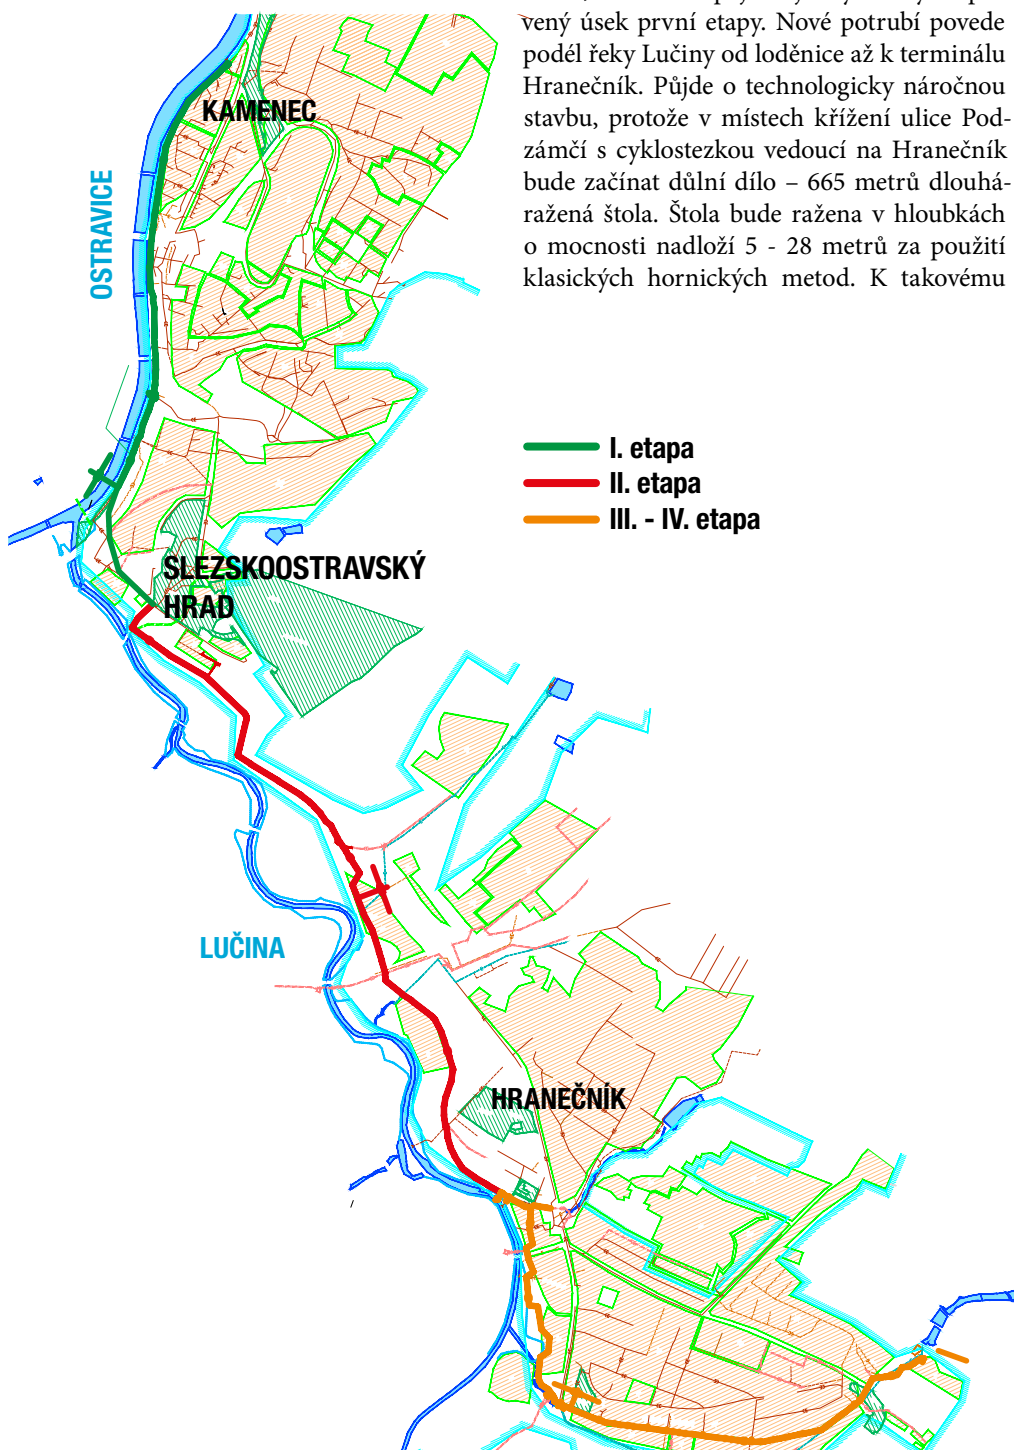 vený úsek první etapy. Nové potrubí povede
podél řeky Lučiny od loděnice až k terminálu
Hranečník. Půjde o technologicky náročnou
stavbu, protože v místech křížení ulice Pod-
zámčí s cyklostezkou vedoucí na Hranečník
bude začínat důlní dílo – 665 metrů dlouhá-
ražená štola. Štola bude ražena v hloubkách
o mocnosti nadloží 5 - 28 metrů za použití
klasických hornických metod. K takovému
KAMENEC
OSTRAVICE
I. etapa
II. etapa
III. - IV. etapa
SLEZSKOOSTRAVSKÝ
HRAD
LUČINA
HRANEČNÍK